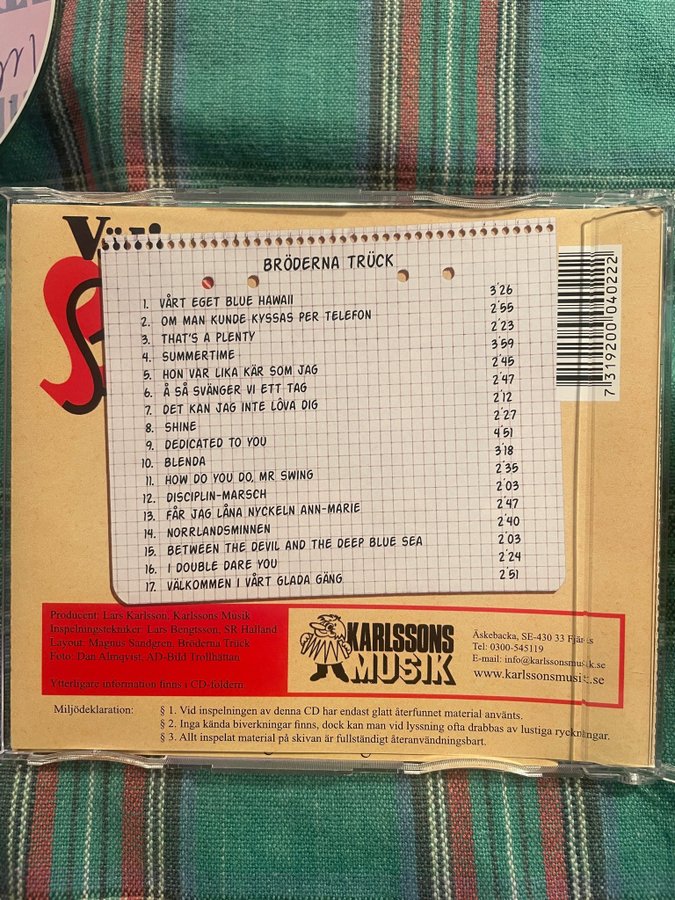 BRÖDERNA TRÜCK
1. VÅRT EGET BLUE HAWAII 3'26
2. OM MAN KUNDE KYSSAS PER TELEFON 2'55
3. THAT'S A PLENTY 2'23
4. SUMMERTIME 3'59
5. HON VAR LIKA KÄR SOM JAG 2'45
6. Å SÅ SVÄNGER VI ETT TAG 2'47
7. DET KAN JAG INTE LÔVA DIG 2'12
8. SHINE 2'27
9. DEDICATED TO YOU 4'51
10. BLENDA 3'18
11. HOW DO YOU DO, MR SWING 2'35
12. DISCIPLIN-MARSCH 2'03
13. FÅR JAG LÅNA NYCKELN ANN-MARIE 2'47
14. NORRLANDSMINNEN 2'40
15. BETWEEN THE DEVIL AND THE DEEP BLUE SEA 2'03
16. I DOUBLE DARE YOU 2'24
17. VÄLKOMMEN I VÅRT GLADA GÄNG 2'51
7 319200 040222
Producent: Lars Karlsson, Karlssons Musik
Inspelningstekniker: Lars Bengtsson, SR Halland
Layout: Magnus Sandgren, Bröderna Trück
Foto: Dan Almqvist, AD-Bild Trollhättan
Ytterligare information finns i CD-foldern
KARLSSONS
MUSIK
Äskebacka, SE-430 33 Fjärås
Tel: 0300-545119
E-mail: info@karlssonsmusik.se
www.karlssonsmusik.se
Miljödeklaration: § 1. Vid inspelningen av denna CD har endast glatt återfunnet material använts.
§ 2. Inga kända biverkningar finns, dock kan man vid lyssning ofta drabbas av lustiga ryckningar.
§ 3. Allt inspelat material på skivan är fullständigt återanvändningsbart.